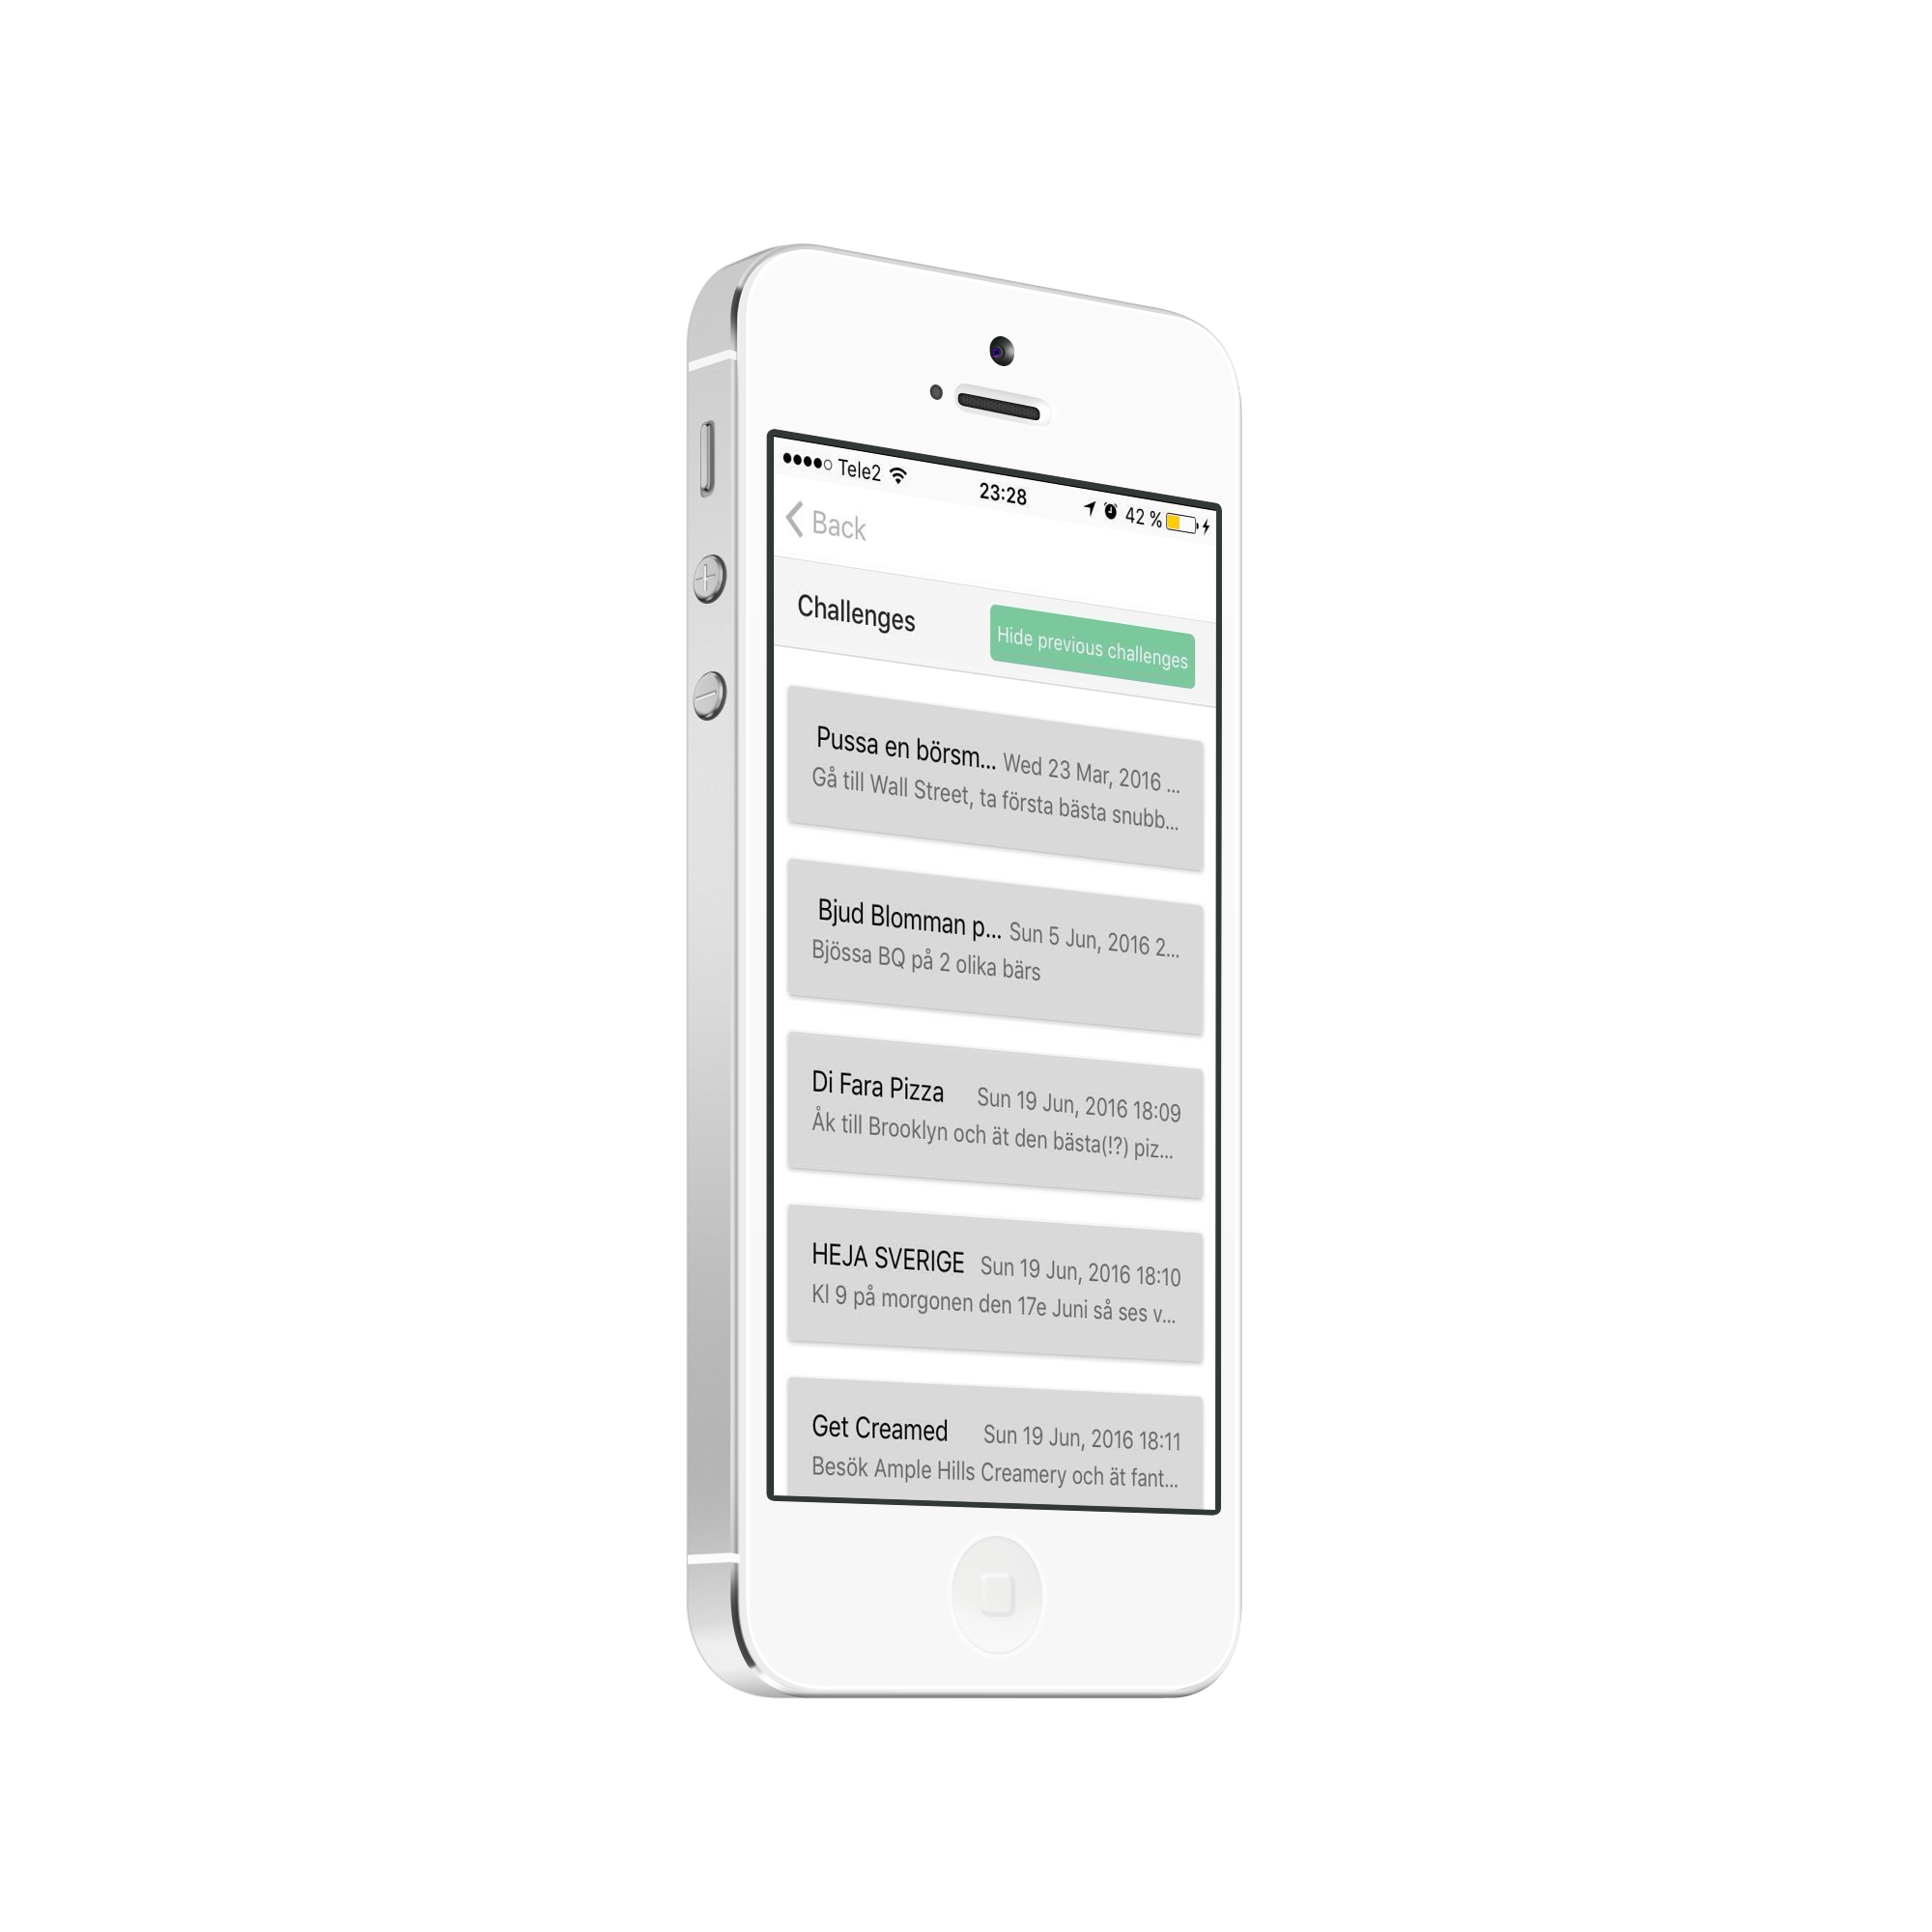 Tele2 23:28 42 %
Back
Challenges Hide previous challenges
Pussa en börsm... Wed 23 Mar, 2016 ...
Gå till Wall Street, ta första bästa snubb...
Bjud Blomman p... Sun 5 Jun, 2016 2...
Bjössa BQ på 2 olika bärs
Di Fara Pizza Sun 19 Jun, 2016 18:09
Åk till Brooklyn och ät den bästa(!?) piz...
HEJA SVERIGE Sun 19 Jun, 2016 18:10
Kl 9 på morgonen den 17e Juni så ses v...
Get Creamed Sun 19 Jun, 2016 18:11
Besök Ample Hills Creamery och ät fant...